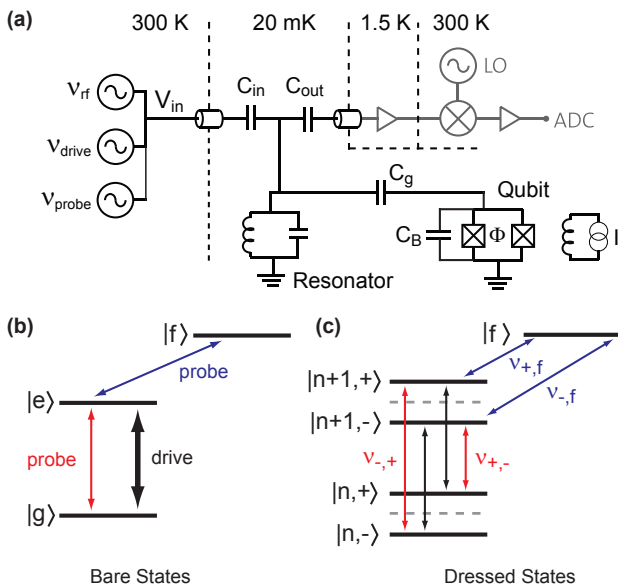 (a)
300 K
20 mK
1.5 K
300 K
ν_rf
V_in
C_in
C_out
LO
ν_drive
ADC
ν_probe
C_g
Qubit
C_B
Φ
I
Resonator
(b)
|f⟩
probe
|e⟩
probe
drive
|g⟩
Bare States
(c)
|f⟩
ν_+,f
|n+1,+⟩
ν_-,f
|n+1,-⟩
ν_-,+
ν_+,-
|n,+⟩
|n,-⟩
Dressed States